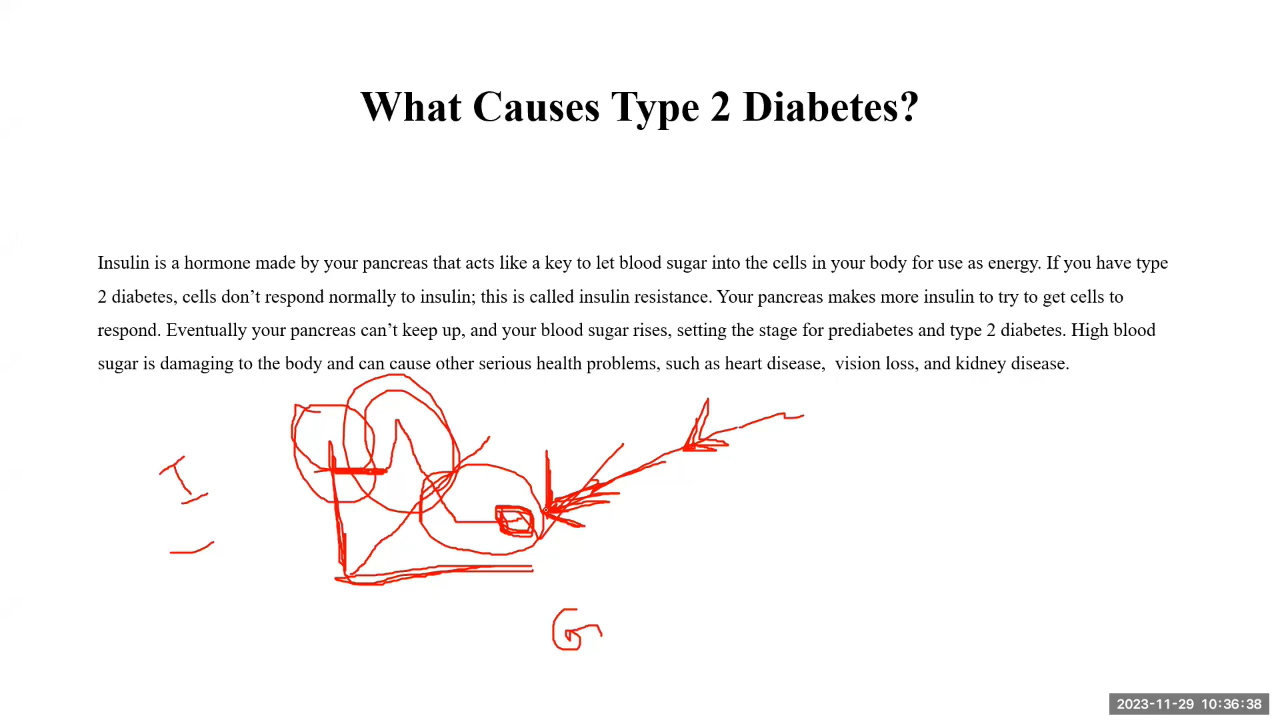 What Causes Type 2 Diabetes?
Insulin is a hormone made by your pancreas that acts like a key to let blood sugar into the cells in your body for use as energy. If you have type
2 diabetes, cells don’t respond normally to insulin; this is called insulin resistance. Your pancreas makes more insulin to try to get cells to
respond. Eventually your pancreas can’t keep up, and your blood sugar rises, setting the stage for prediabetes and type 2 diabetes. High blood
sugar is damaging to the body and can cause other serious health problems, such as heart disease,  vision loss, and kidney disease.
I
G
2023-11-29 10:36:38